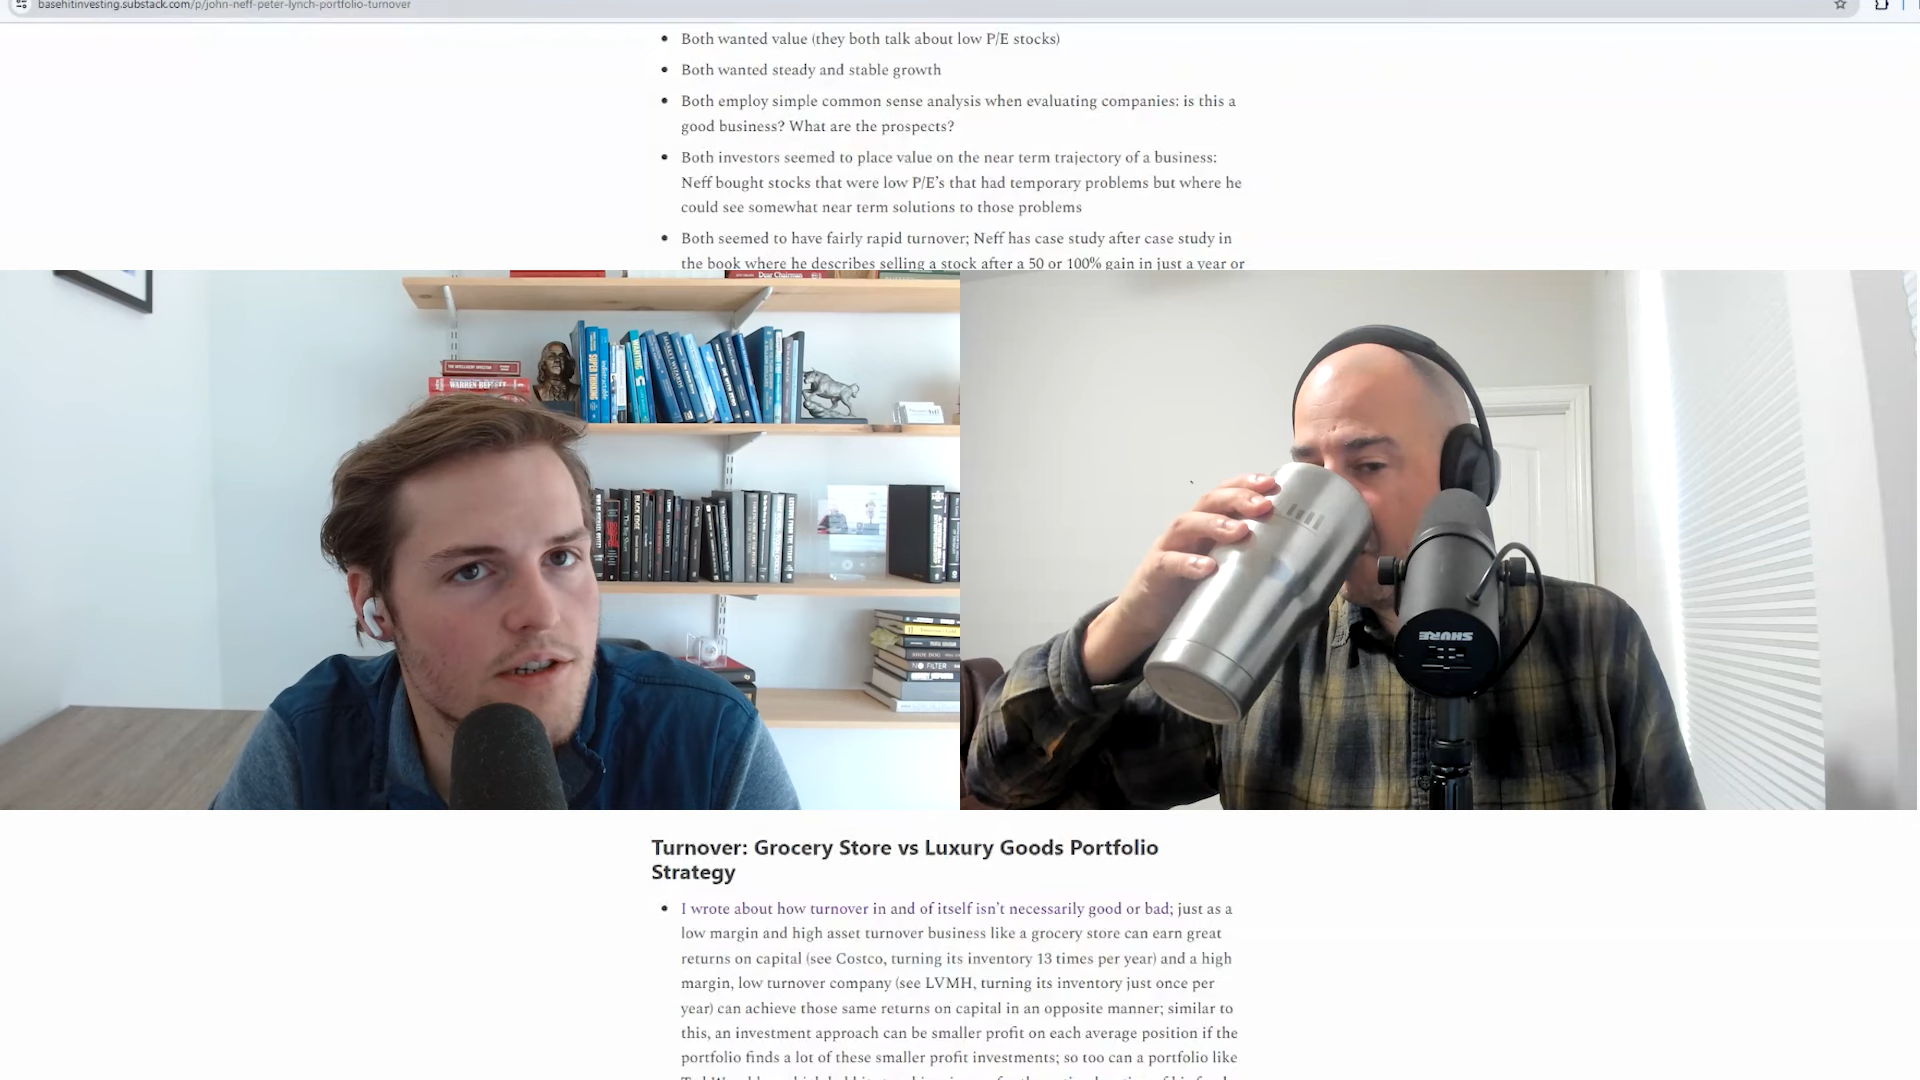 basehitinvesting.substack.com/p/john-neff-peter-lynch-portfolio-turnover
Both wanted value (they both talk about low P/E stocks)
Both wanted steady and stable growth
Both employ simple common sense analysis when evaluating companies: is this a
good business? What are the prospects?
Both investors seemed to place value on the near term trajectory of a business:
Neff bought stocks that were low P/E’s that had temporary problems but where he
could see somewhat near term solutions to those problems
Both seemed to have fairly rapid turnover; Neff has case study after case study in
the book where he describes selling a stock after a 50 or 100% gain in just a year or
Dear Chairman
THE INTELLIGENT INVESTOR
WARREN BUFFETT
BLACK EDGE
SHOE DOG
NO FILTER
SHURE
Turnover: Grocery Store vs Luxury Goods Portfolio
Strategy
I wrote about how turnover in and of itself isn’t necessarily good or bad; just as a
low margin and high asset turnover business like a grocery store can earn great
returns on capital (see Costco, turning its inventory 13 times per year) and a high
margin, low turnover company (see LVMH, turning its inventory just once per
year) can achieve those same returns on capital in an opposite manner; similar to
this, an investment approach can be smaller profit on each average position if the
portfolio finds a lot of these smaller profit investments; so too can a portfolio like